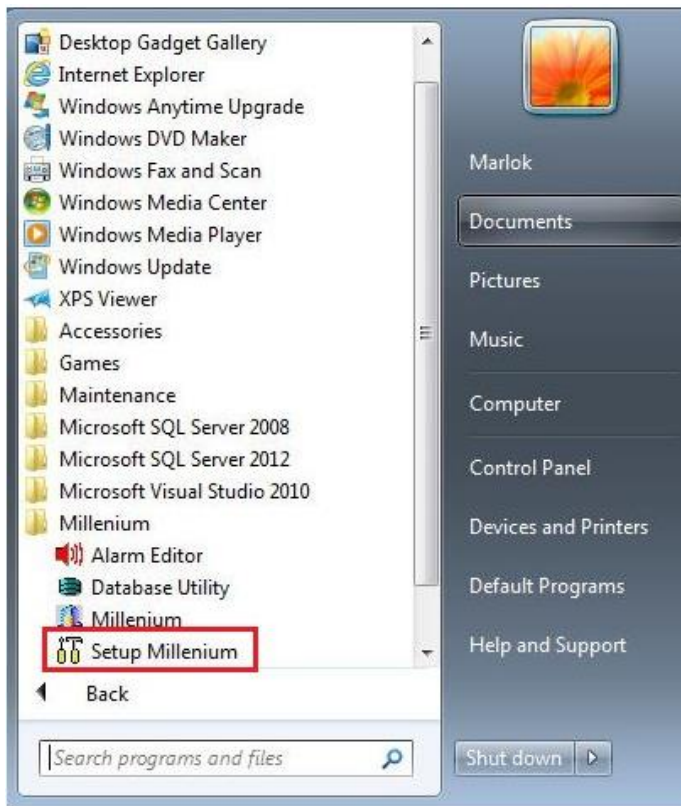 Desktop Gadget Gallery
Internet Explorer
Windows Anytime Upgrade
Windows DVD Maker
Windows Fax and Scan
Windows Media Center
Windows Media Player
Windows Update
XPS Viewer
Accessories
Games
Maintenance
Microsoft SQL Server 2008
Microsoft SQL Server 2012
Microsoft Visual Studio 2010
Millenium
Alarm Editor
Database Utility
Millenium
Setup Millenium
Back
Search programs and files
Marlok
Documents
Pictures
Music
Computer
Control Panel
Devices and Printers
Default Programs
Help and Support
Shut down